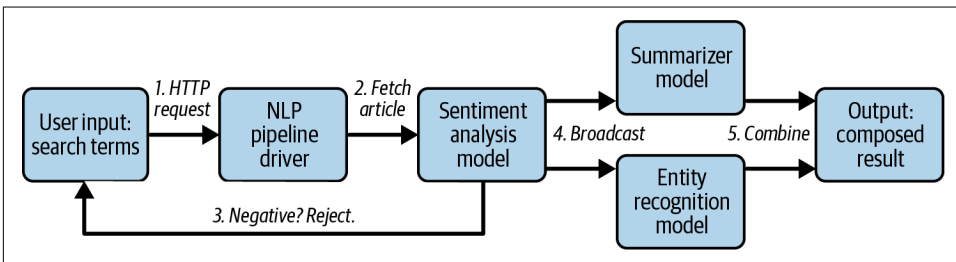 User input:
search terms
1. HTTP
request
NLP
pipeline
driver
2. Fetch
article
Sentiment
analysis
model
3. Negative? Reject.
4. Broadcast
Summarizer
model
Entity
recognition
model
5. Combine
Output:
composed
result